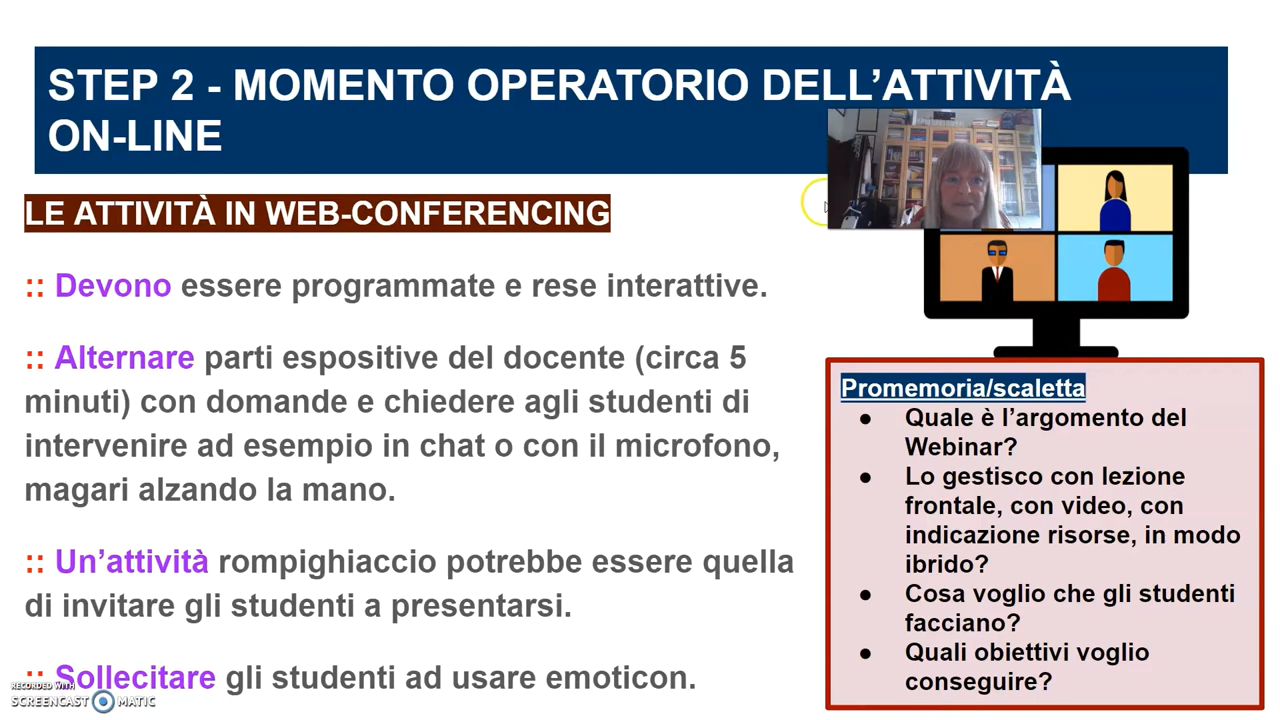 STEP 2 - MOMENTO OPERATORIO DELL’ATTIVITÀ
ON-LINE
LE ATTIVITÀ IN WEB-CONFERENCING
:: Devono essere programmate e rese interattive.
:: Alternare parti espositive del docente (circa 5
minuti) con domande e chiedere agli studenti di
intervenire ad esempio in chat o con il microfono,
magari alzando la mano.
:: Un’attività rompighiaccio potrebbe essere quella
di invitare gli studenti a presentarsi.
:: Sollecitare gli studenti ad usare emoticon.
Promemoria/scaletta
● Quale è l’argomento del
Webinar?
● Lo gestisco con lezione
frontale, con video, con
indicazione risorse, in modo
ibrido?
● Cosa voglio che gli studenti
facciano?
● Quali obiettivi voglio
conseguire?
RECORDED WITH
SCREENCAST MATIC